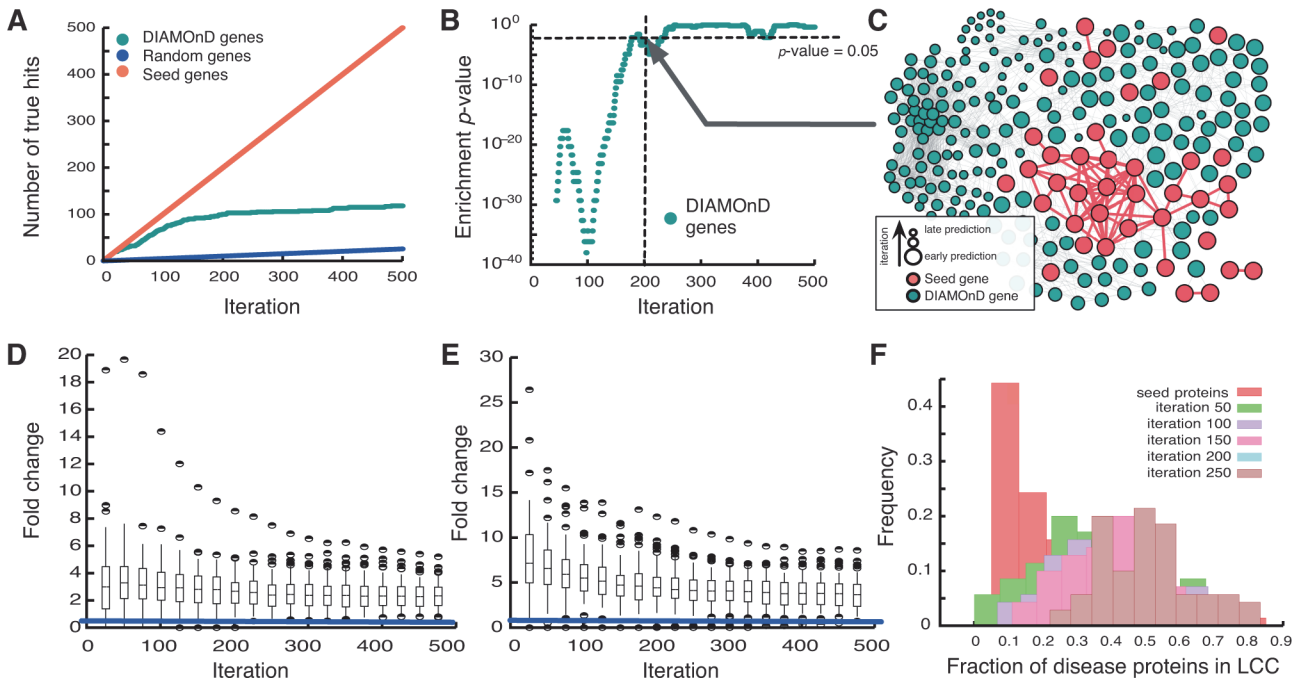 A
500
400
300
200
100
0
0
100
200
300
400
500
Number of true hits
Iteration
DIAMOnD genes
Random genes
Seed genes
B
10⁰
10⁻⁵
10⁻¹⁰
10⁻²⁰
10⁻³⁰
10⁻⁴⁰
0
100
200
300
400
500
Enrichment p-value
Iteration
p-value = 0.05
DIAMOnD
genes
C
iteration
late prediction
early prediction
Seed gene
DIAMOnD gene
D
20
18
16
14
12
10
8
6
4
2
0
0
100
200
300
400
500
Fold change
Iteration
E
30
25
20
15
10
5
0
0
100
200
300
400
500
Fold change
Iteration
F
0.4
0.3
0.2
0.1
0
0
0.1
0.2
0.3
0.4
0.5
0.6
0.7
0.8
0.9
Frequency
Fraction of disease proteins in LCC
seed proteins
iteration 50
iteration 100
iteration 150
iteration 200
iteration 250